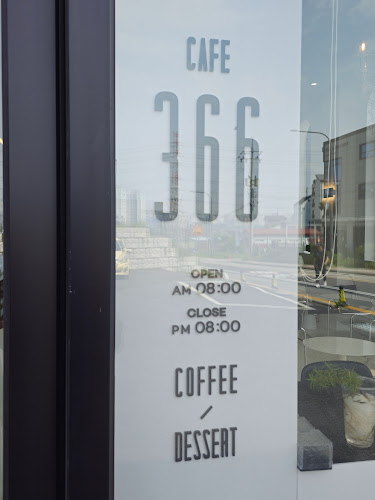 CAFE
366
OPEN
AM 08:00
CLOSE
PM 08:00
COFFEE
/
DESSERT